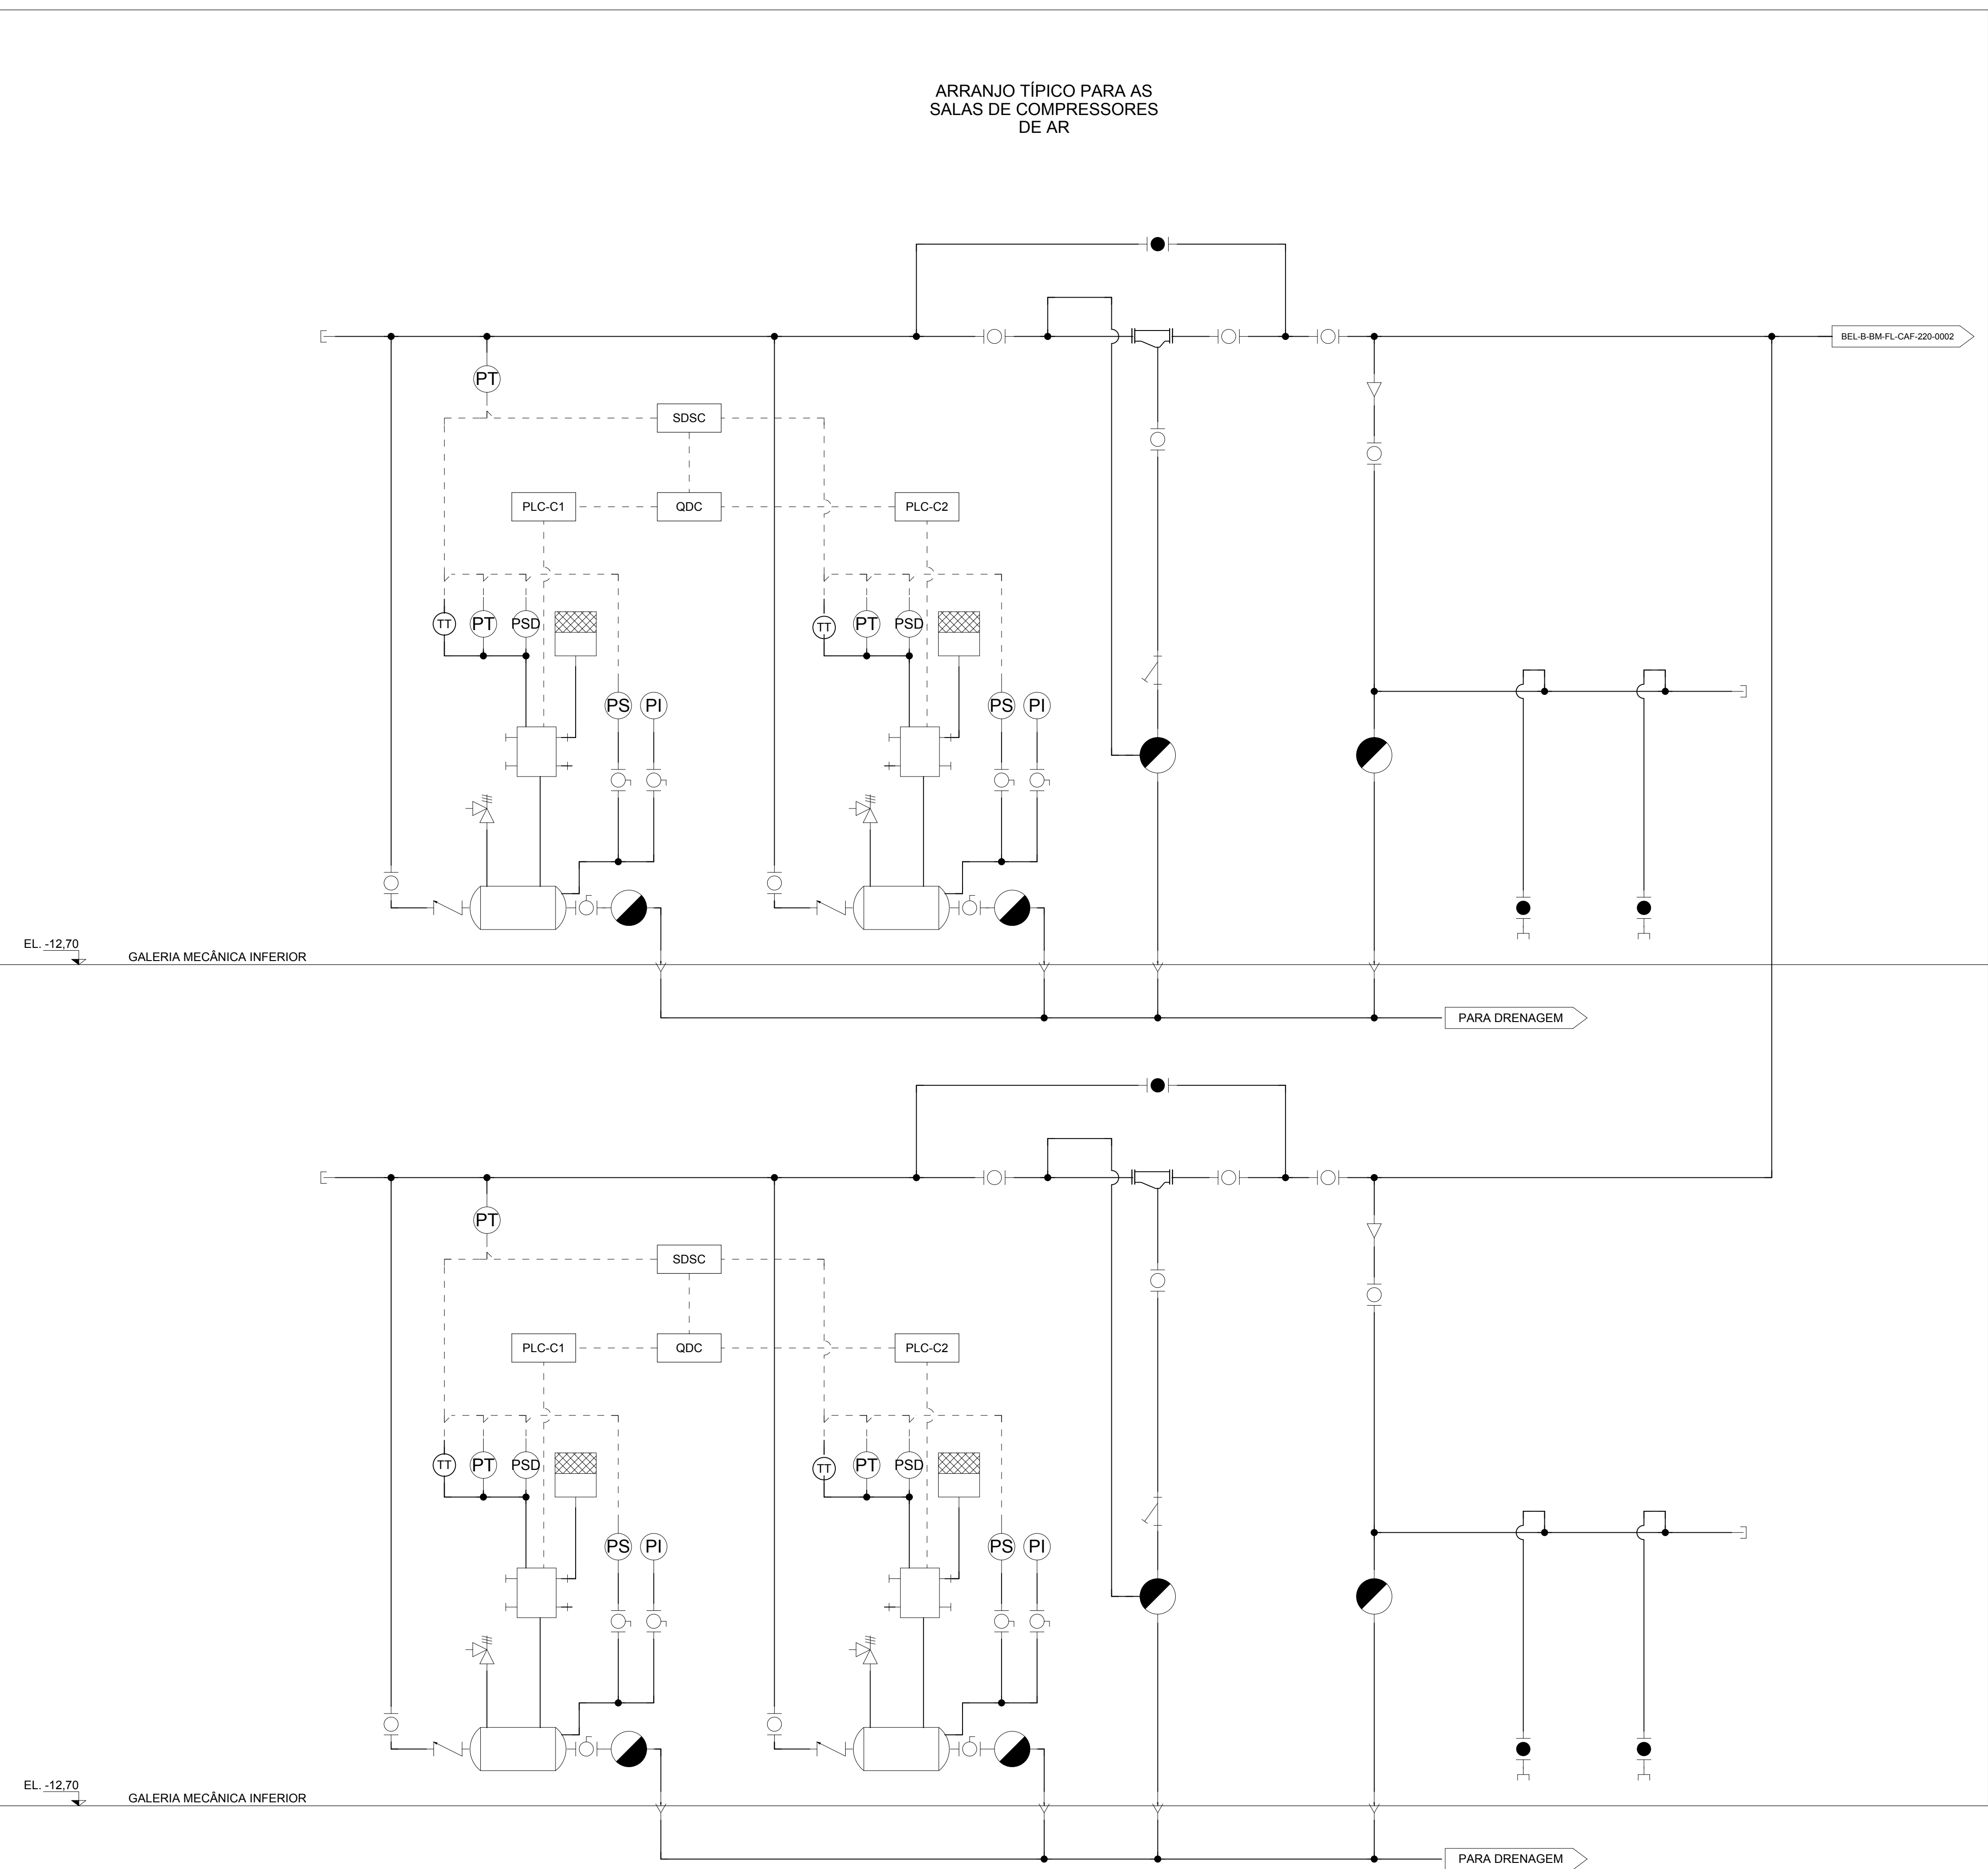 ARRANJO TÍPICO PARA AS
SALAS DE COMPRESSORES
DE AR
BEL-B-BM-FL-CAF-220-0002
PT
SDSC
PLC-C1
QDC
PLC-C2
TT
PT
PSD
TT
PT
PSD
PS
PI
PS
PI
EL. -12,70
GALERIA MECÂNICA INFERIOR
PARA DRENAGEM
PT
SDSC
PLC-C1
QDC
PLC-C2
TT
PT
PSD
TT
PT
PSD
PS
PI
PS
PI
EL. -12,70
GALERIA MECÂNICA INFERIOR
PARA DRENAGEM